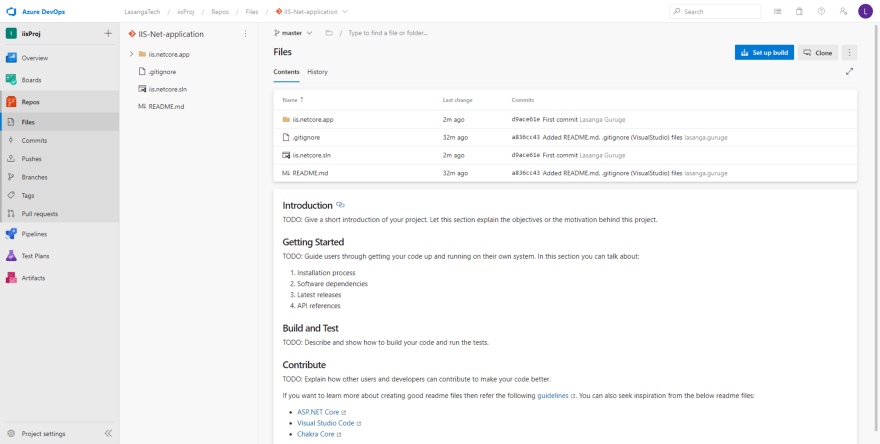 Azure DevOps
LasangaTech / iisProj / Repos / Files / IIS-Net-application
Search
L
I iisProj
Overview
Boards
Repos
Files
Commits
Pushes
Branches
Tags
Pull requests
Pipelines
Test Plans
Artifacts
Project settings
IIS-Net-application
iis.netcore.app
.gitignore
iis.netcore.sln
M↓ README.md
master / Type to find a file or folder...
Files
Set up build
Clone
Contents History
Name ↑ Last change Commits
iis.netcore.app 2m ago d9ace61e First commit Lasanga Guruge
.gitignore 32m ago a836cc43 Added README.md, .gitignore (VisualStudio) files lasanga.guruge
iis.netcore.sln 2m ago d9ace61e First commit Lasanga Guruge
M↓ README.md 32m ago a836cc43 Added README.md, .gitignore (VisualStudio) files lasanga.guruge
Introduction
TODO: Give a short introduction of your project. Let this section explain the objectives or the motivation behind this project.
Getting Started
TODO: Guide users through getting your code up and running on their own system. In this section you can talk about:
1. Installation process
2. Software dependencies
3. Latest releases
4. API references
Build and Test
TODO: Describe and show how to build your code and run the tests.
Contribute
TODO: Explain how other users and developers can contribute to make your code better.
If you want to learn more about creating good readme files then refer the following guidelines. You can also seek inspiration from the below readme files:
• ASP.NET Core
• Visual Studio Code
• Chakra Core